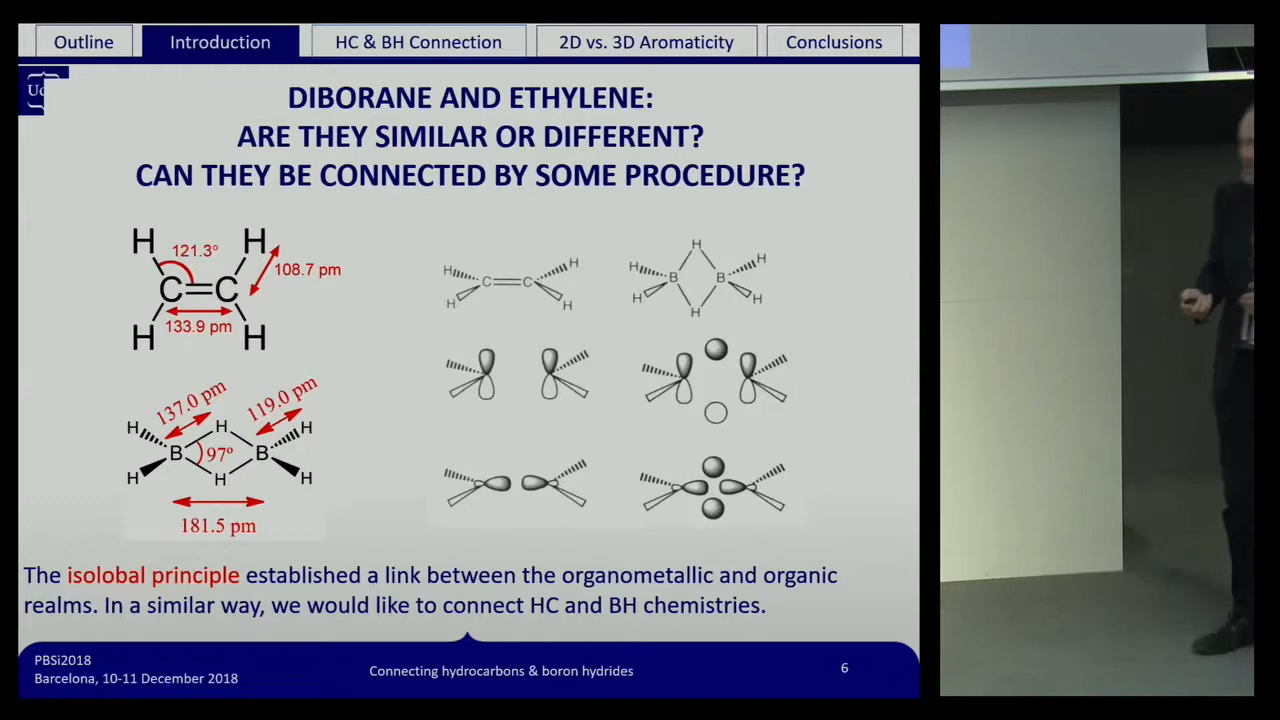 Outline
Introduction
HC & BH Connection
2D vs. 3D Aromaticity
Conclusions
DIBORANE AND ETHYLENE:
ARE THEY SIMILAR OR DIFFERENT?
CAN THEY BE CONNECTED BY SOME PROCEDURE?
H H
121.3°
108.7 pm
C C
133.9 pm
H H
137.0 pm
119.0 pm
H H H
B 97º B
H H H
181.5 pm
H H
C C
H H
H
H H
B B
H H
H
The isolobal principle established a link between the organometallic and organic
realms. In a similar way, we would like to connect HC and BH chemistries.
PBSi2018
Barcelona, 10-11 December 2018
Connecting hydrocarbons & boron hydrides
6